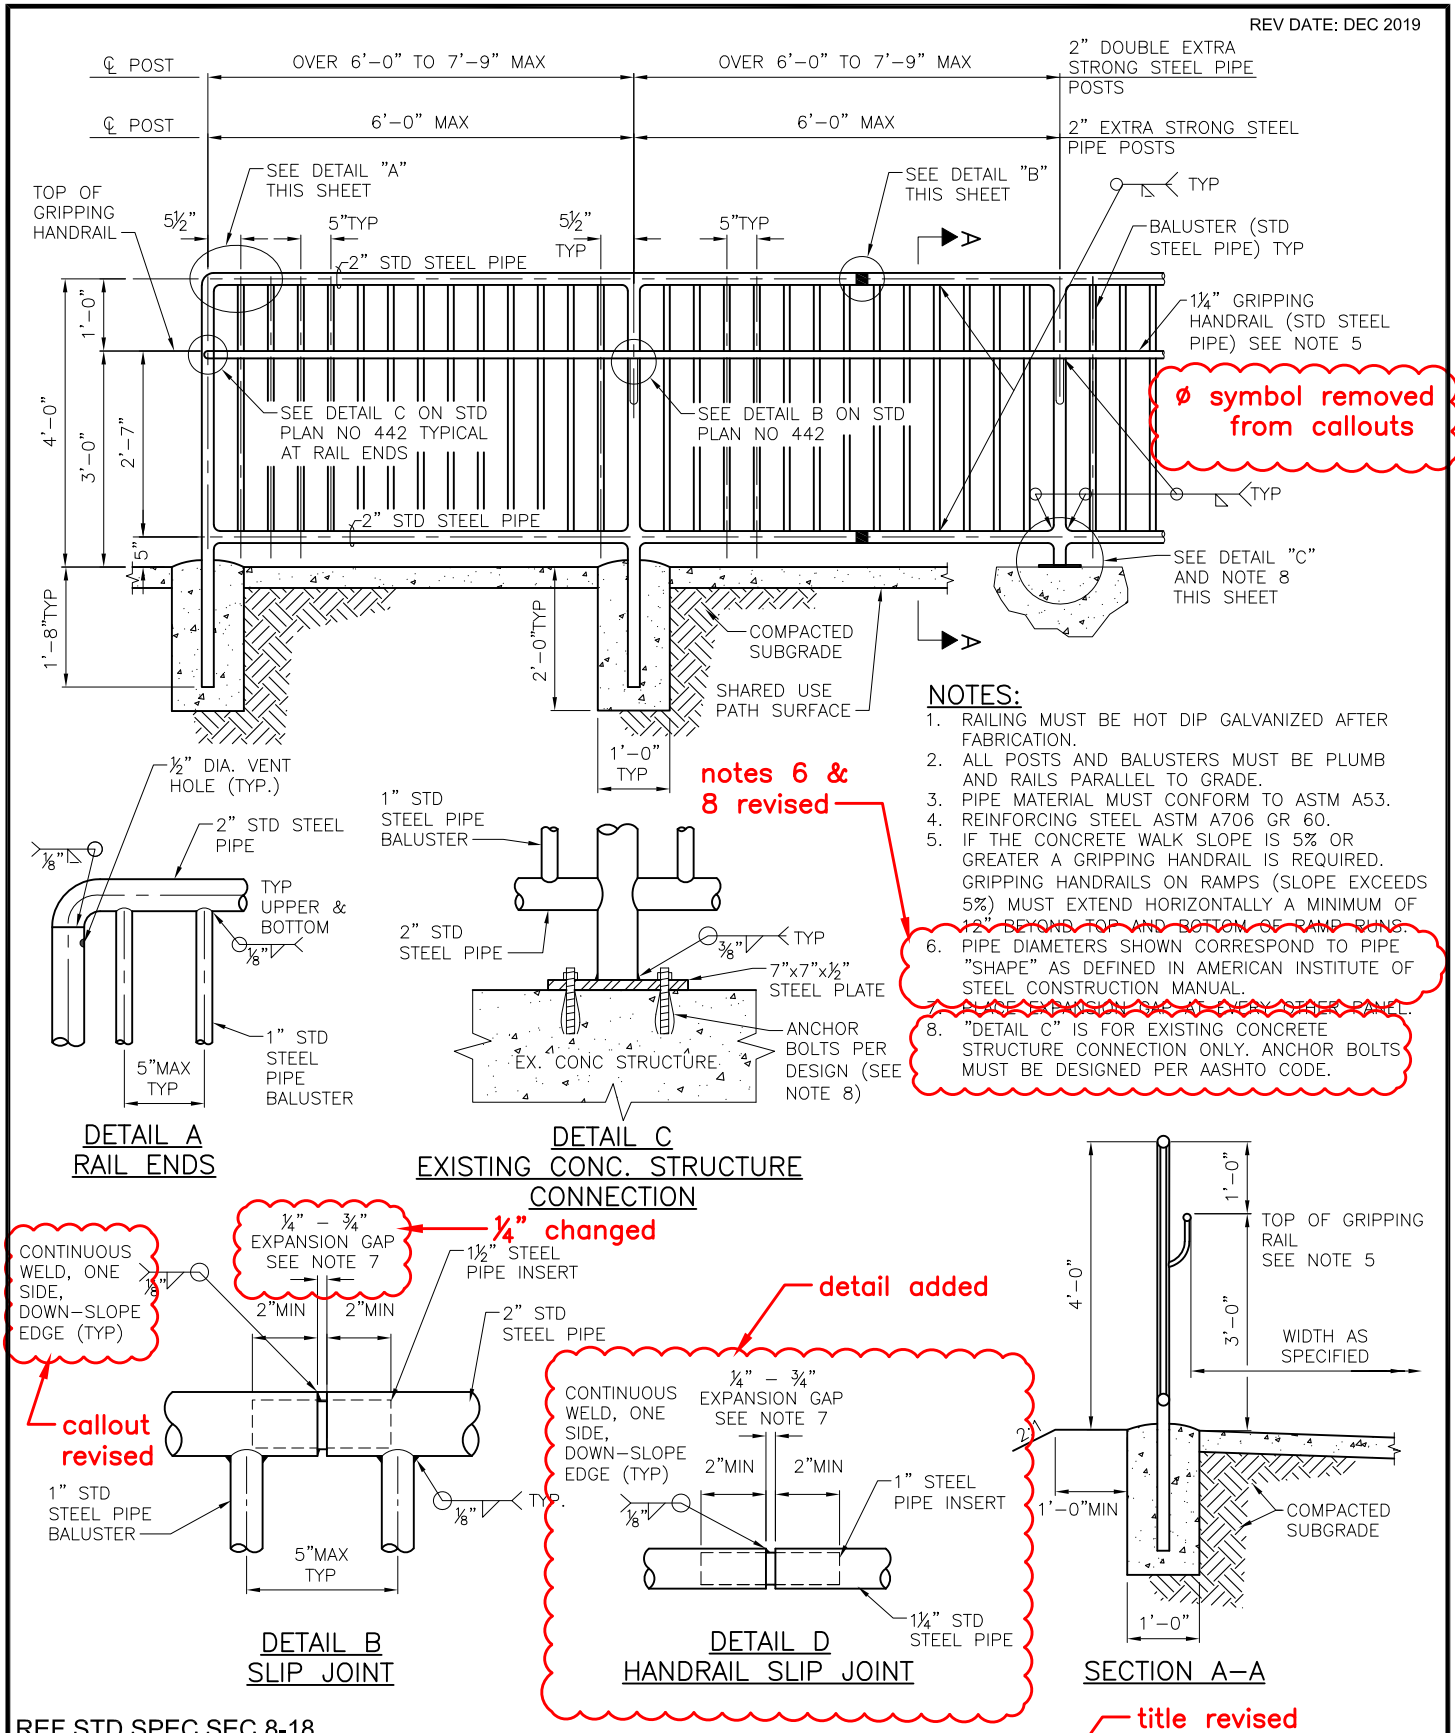 REV DATE: DEC 2019
℄ POST
OVER 6'-0" TO 7'-9" MAX
OVER 6'-0" TO 7'-9" MAX
2" DOUBLE EXTRA
STRONG STEEL PIPE
POSTS
℄ POST
6'-0" MAX
6'-0" MAX
2" EXTRA STRONG STEEL
PIPE POSTS
SEE DETAIL "A"
THIS SHEET
SEE DETAIL "B"
THIS SHEET
TYP
TOP OF
GRIPPING
HANDRAIL
5½"
5"TYP
5½"
TYP
5"TYP
A
BALUSTER (STD
STEEL PIPE) TYP
2" STD STEEL PIPE
1¼" GRIPPING
HANDRAIL (STD STEEL
PIPE) SEE NOTE 5
1'-0"
4'-0"
3'-0"
2'-7"
5"
1'-8"TYP
ø symbol removed
from callouts
SEE DETAIL C ON STD
PLAN NO 442 TYPICAL
AT RAIL ENDS
SEE DETAIL B ON STD
PLAN NO 442
TYP
2" STD STEEL PIPE
SEE DETAIL "C"
AND NOTE 8
THIS SHEET
2'-0"TYP
COMPACTED
SUBGRADE
A
SHARED USE
PATH SURFACE
1'-0"
TYP
NOTES:
1. RAILING MUST BE HOT DIP GALVANIZED AFTER
FABRICATION.
2. ALL POSTS AND BALUSTERS MUST BE PLUMB
AND RAILS PARALLEL TO GRADE.
3. PIPE MATERIAL MUST CONFORM TO ASTM A53.
4. REINFORCING STEEL ASTM A706 GR 60.
5. IF THE CONCRETE WALK SLOPE IS 5% OR
GREATER A GRIPPING HANDRAIL IS REQUIRED.
GRIPPING HANDRAILS ON RAMPS (SLOPE EXCEEDS
5%) MUST EXTEND HORIZONTALLY A MINIMUM OF
12" BEYOND TOP AND BOTTOM OF RAMP RUNS.
6. PIPE DIAMETERS SHOWN CORRESPOND TO PIPE
"SHAPE" AS DEFINED IN AMERICAN INSTITUTE OF
STEEL CONSTRUCTION MANUAL.
7. PLACE EXPANSION GAP AT EVERY OTHER PANEL.
8. "DETAIL C" IS FOR EXISTING CONCRETE
STRUCTURE CONNECTION ONLY. ANCHOR BOLTS
MUST BE DESIGNED PER AASHTO CODE.
notes 6 &
8 revised
½" DIA. VENT
HOLE (TYP.)
2" STD STEEL
PIPE
⅛"
TYP
UPPER &
BOTTOM
⅛"
1" STD
STEEL
PIPE
BALUSTER
5"MAX
TYP
DETAIL A
RAIL ENDS
1" STD
STEEL PIPE
BALUSTER
2" STD
STEEL PIPE
⅜"
TYP
7"x7"x½"
STEEL PLATE
ANCHOR
BOLTS PER
DESIGN (SEE
NOTE 8)
EX. CONC STRUCTURE
DETAIL C
EXISTING CONC. STRUCTURE
CONNECTION
CONTINUOUS
WELD, ONE
SIDE,
DOWN-SLOPE
EDGE (TYP)
⅛"
¼" - ¾"
EXPANSION GAP
SEE NOTE 7
¼" changed
1½" STEEL
PIPE INSERT
2"MIN
2"MIN
2" STD
STEEL PIPE
callout
revised
1" STD
STEEL PIPE
BALUSTER
⅛"
TYP.
5"MAX
TYP
DETAIL B
SLIP JOINT
detail added
¼" - ¾"
EXPANSION GAP
SEE NOTE 7
CONTINUOUS
WELD, ONE
SIDE,
DOWN-SLOPE
EDGE (TYP)
⅛"
2"MIN
2"MIN
1" STEEL
PIPE INSERT
1¼" STD
STEEL PIPE
DETAIL D
HANDRAIL SLIP JOINT
4'-0"
1'-0"
3'-0"
TOP OF GRIPPING
RAIL
SEE NOTE 5
WIDTH AS
SPECIFIED
2:1
1'-0"MIN
COMPACTED
SUBGRADE
1'-0"
SECTION A-A
title revised
REF STD SPEC SEC 8-18